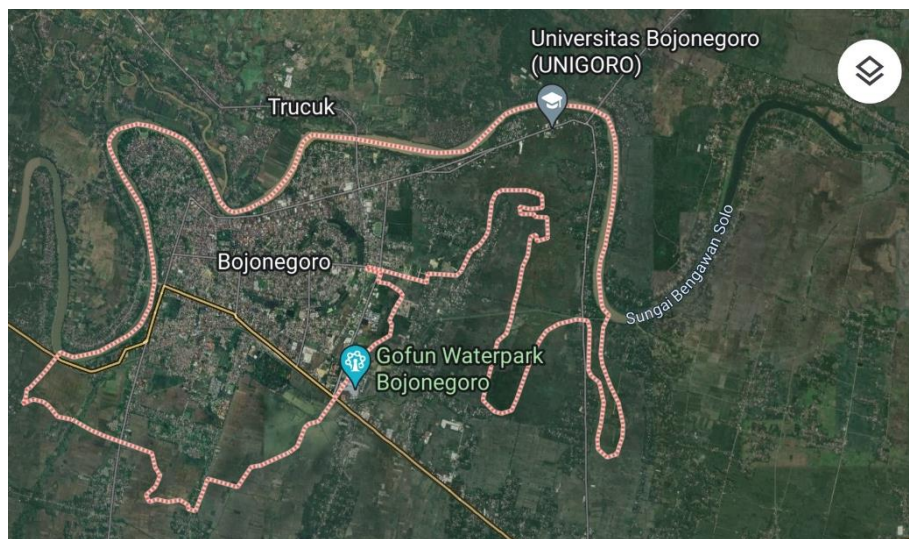 Universitas Bojonegoro
(UNIGORO)
Trucuk
Bojonegoro
Sungai Bengawan Solo
Gofun Waterpark
Bojonegoro